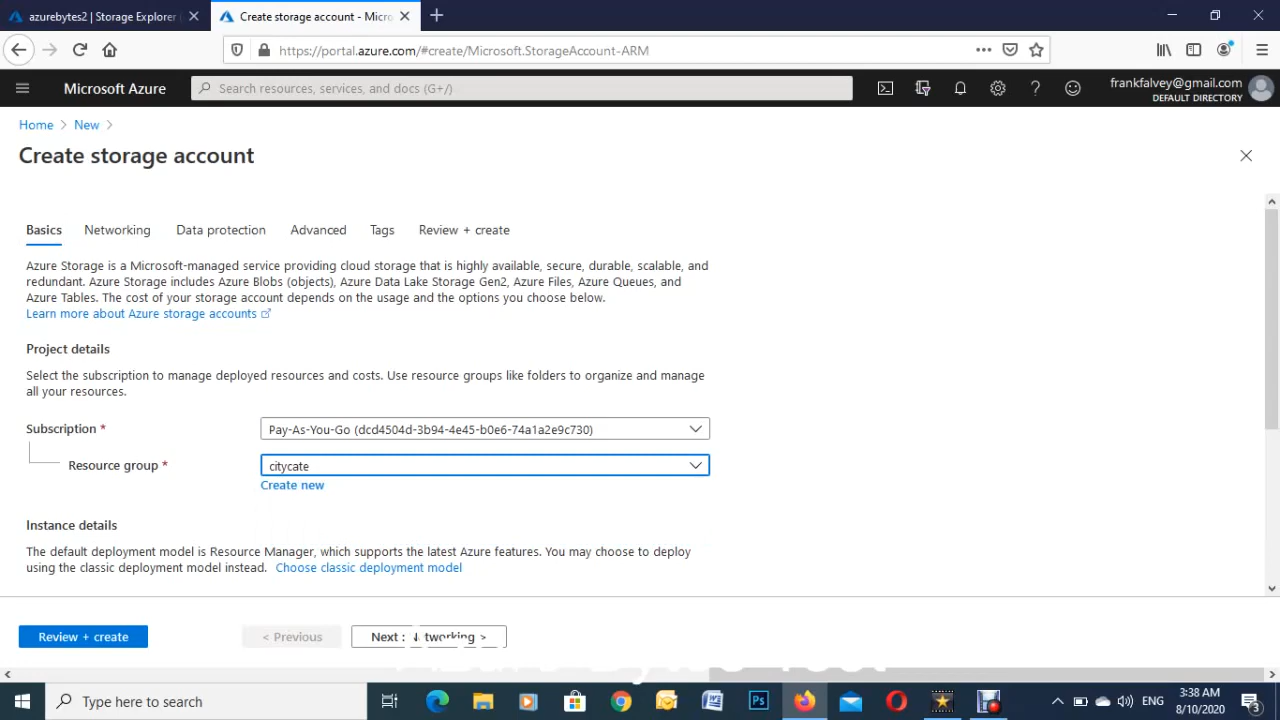 azurebytes2 | Storage Explorer
Create storage account - Micro
https://portal.azure.com/#create/Microsoft.StorageAccount-ARM
Microsoft Azure
Search resources, services, and docs (G+/)
frankfalvey@gmail.com
DEFAULT DIRECTORY
Home > New >
Create storage account
Basics Networking Data protection Advanced Tags Review + create
Azure Storage is a Microsoft-managed service providing cloud storage that is highly available, secure, durable, scalable, and
redundant. Azure Storage includes Azure Blobs (objects), Azure Data Lake Storage Gen2, Azure Files, Azure Queues, and
Azure Tables. The cost of your storage account depends on the usage and the options you choose below.
Learn more about Azure storage accounts
Project details
Select the subscription to manage deployed resources and costs. Use resource groups like folders to organize and manage
all your resources.
Subscription *
Pay-As-You-Go (dcd4504d-3b94-4e45-b0e6-74a1a2e9c730)
Resource group *
citycate
Create new
Instance details
The default deployment model is Resource Manager, which supports the latest Azure features. You may choose to deploy
using the classic deployment model instead. Choose classic deployment model
Review + create
< Previous
Next : tworking >
Type here to search
ENG
3:38 AM
8/10/2020
3